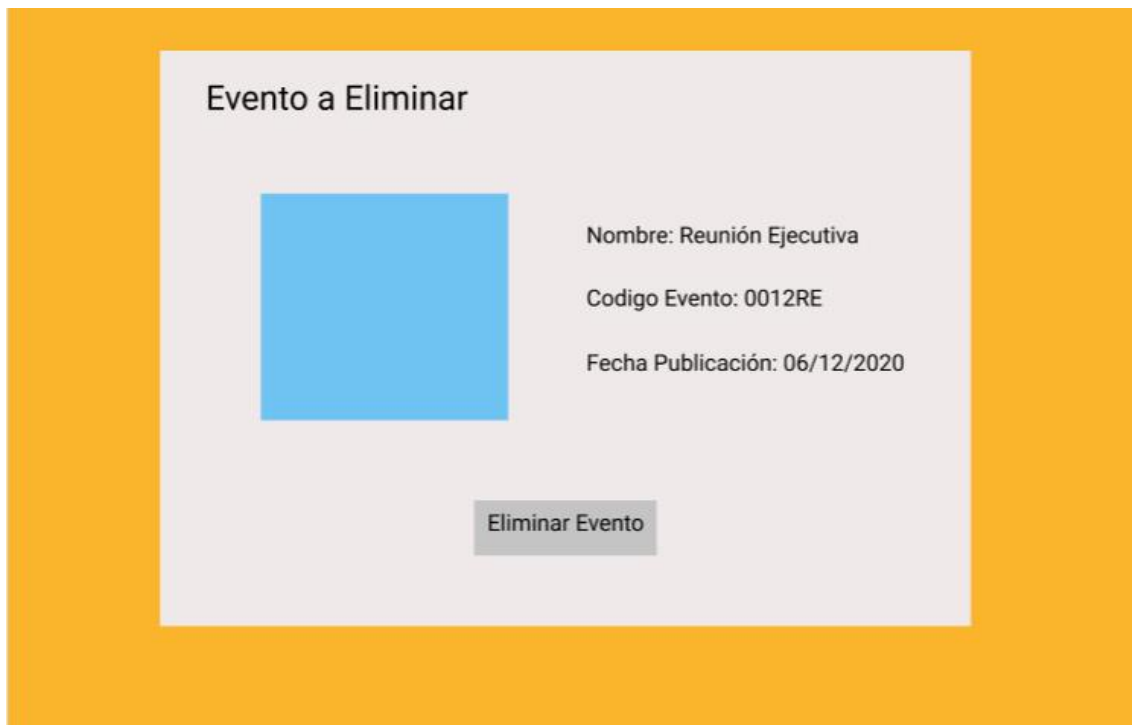 Evento a Eliminar
Nombre: Reunión Ejecutiva
Codigo Evento: 0012RE
Fecha Publicación: 06/12/2020
Eliminar Evento